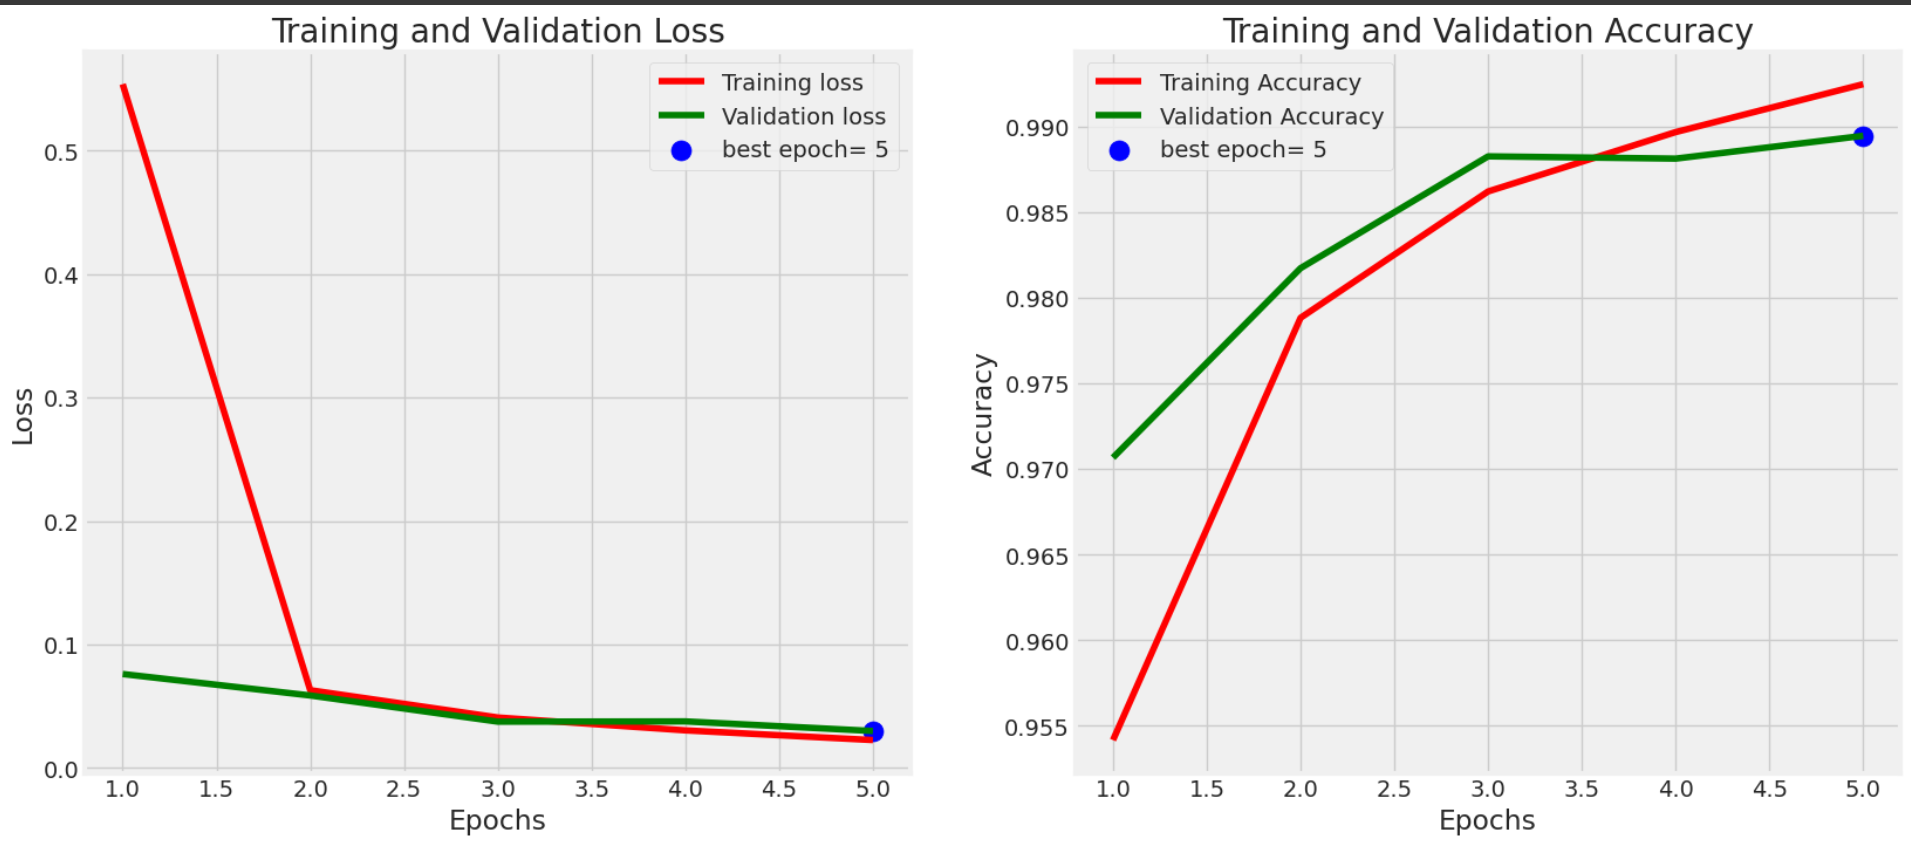 Training and Validation Loss
Training loss
Validation loss
best epoch= 5
0.5
0.4
0.3
0.2
0.1
0.0
Loss
1.0 1.5 2.0 2.5 3.0 3.5 4.0 4.5 5.0
Epochs
Training and Validation Accuracy
Training Accuracy
Validation Accuracy
best epoch= 5
0.990
0.985
0.980
0.975
0.970
0.965
0.960
0.955
Accuracy
1.0 1.5 2.0 2.5 3.0 3.5 4.0 4.5 5.0
Epochs